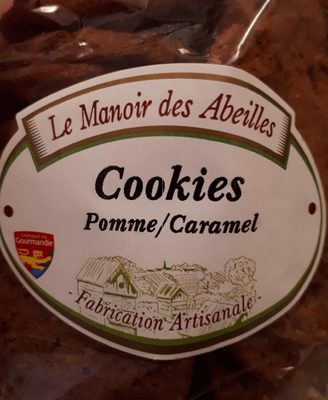 Le Manoir des Abeilles
Cookies
Pomme/Caramel
Gourmandie
- Fabrication Artisanale -